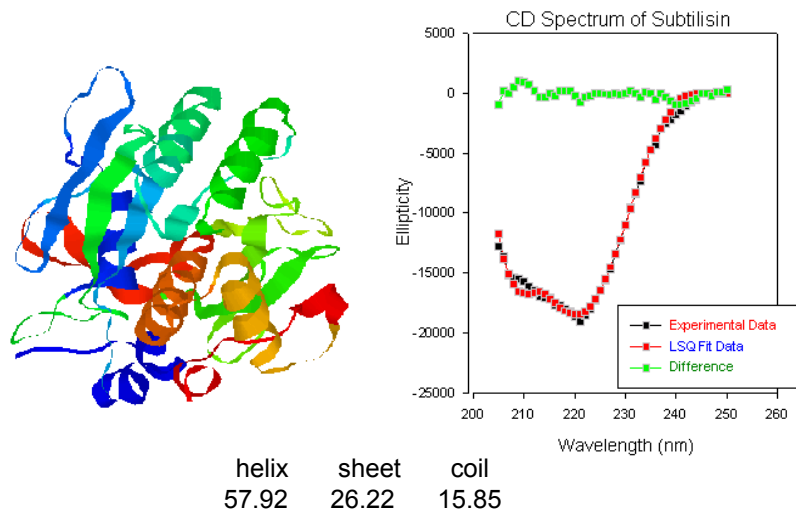 CD Spectrum of Subtilisin
5000
0
-5000
-10000
-15000
-20000
-25000
Ellipticity
Experimental Data
LSQ Fit Data
Difference
200 210 220 230 240 250 260
Wavelength (nm)
helix sheet coil
57.92 26.22 15.85